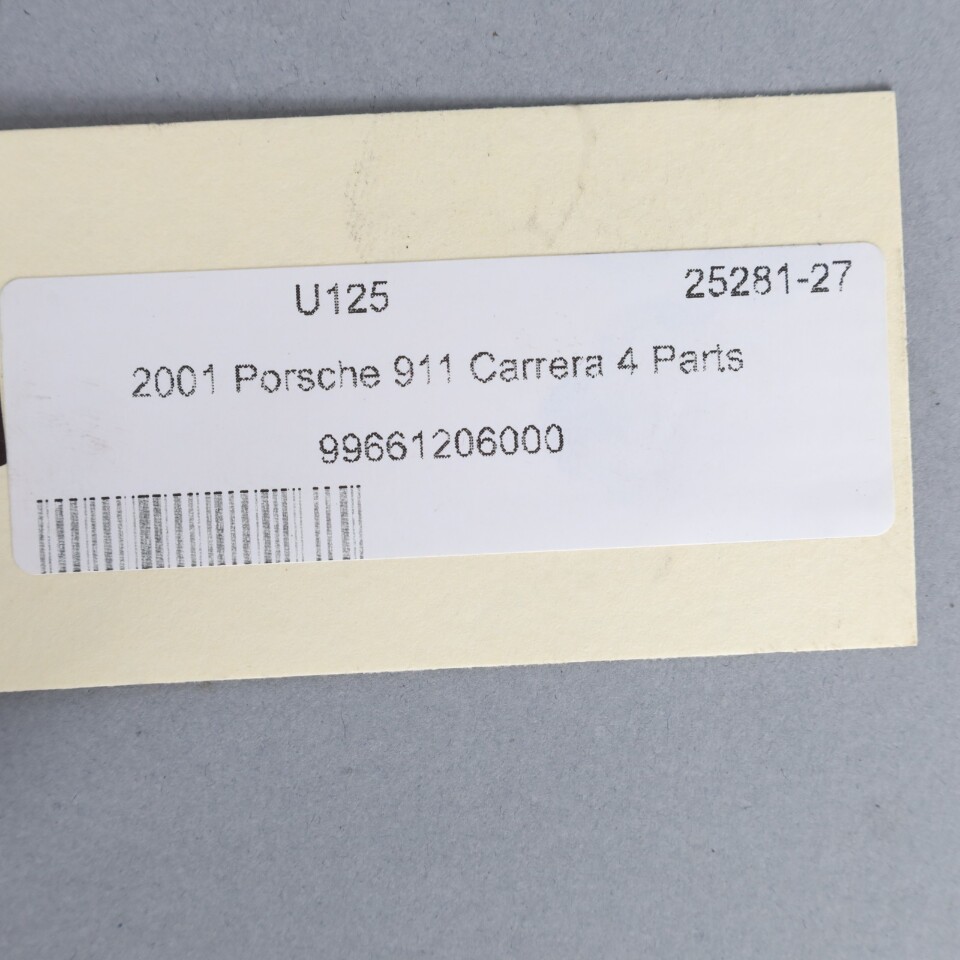 U125 25281-27
2001 Porsche 911 Carrera 4 Parts
99661206000